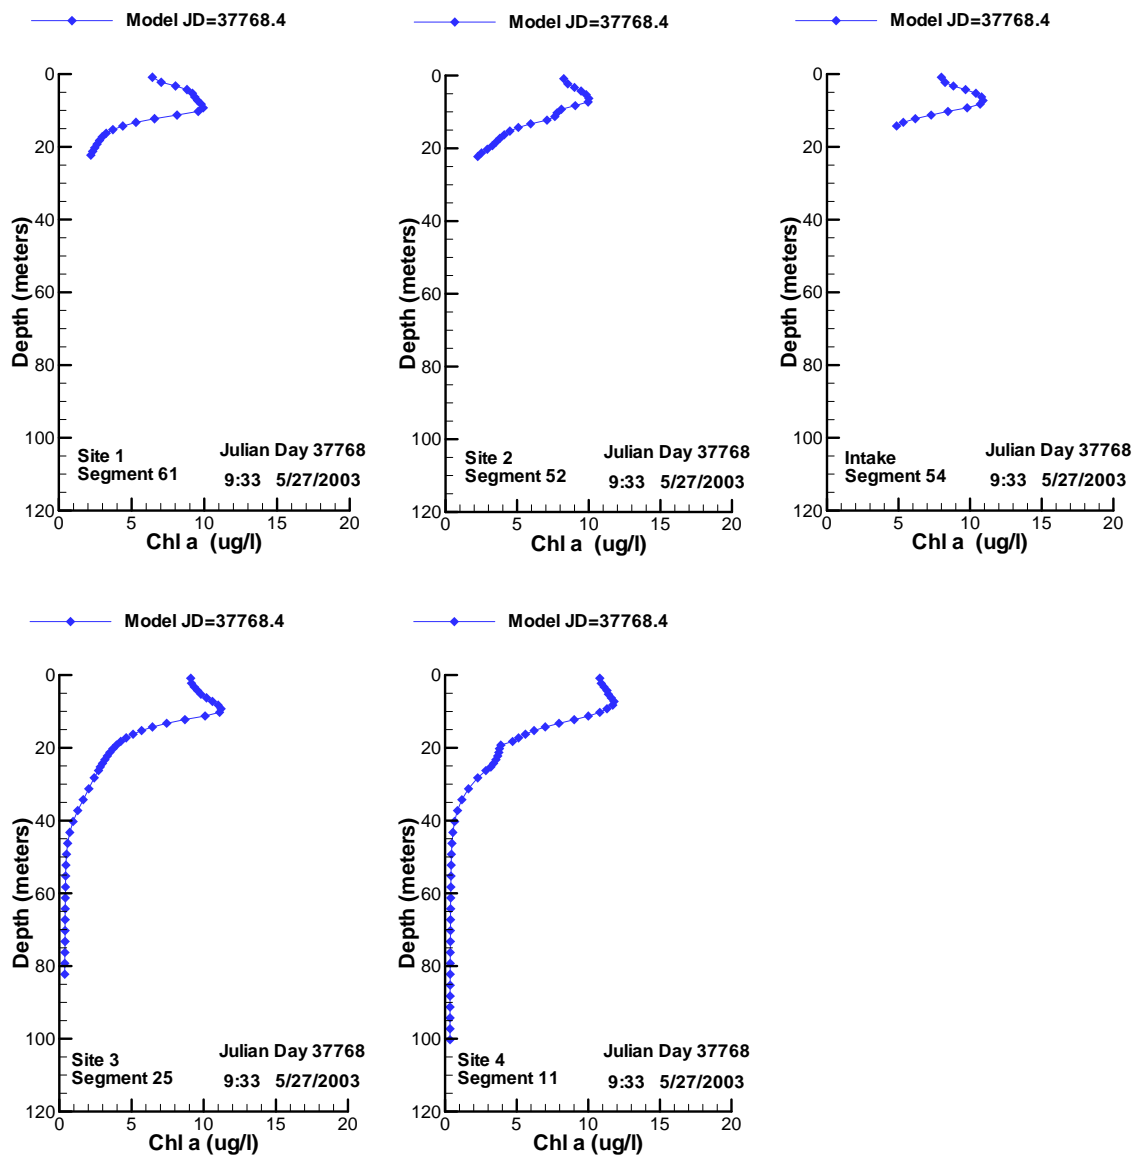 Model JD=37768.4
0
20
40
60
80
100
120
Depth (meters)
Site 1
Segment 61
Julian Day 37768
9:33 5/27/2003
0 10 20
Chl a (ug/l)
Model JD=37768.4
0
20
40
60
80
100
120
Depth (meters)
Site 2
Segment 52
Julian Day 37768
9:33 5/27/2003
0 5 10 15 20
Chl a (ug/l)
Model JD=37768.4
0
20
40
60
80
100
120
Depth (meters)
Intake
Segment 54
Julian Day 37768
9:33 5/27/2003
0 5 10 15 20
Chl a (ug/l)
Model JD=37768.4
0
20
40
60
80
100
120
Depth (meters)
Site 3
Segment 25
Julian Day 37768
9:33 5/27/2003
0 10 20
Chl a (ug/l)
Model JD=37768.4
0
20
40
60
80
100
120
Depth (meters)
Site 4
Segment 11
Julian Day 37768
9:33 5/27/2003
0 5 10 15 20
Chl a (ug/l)